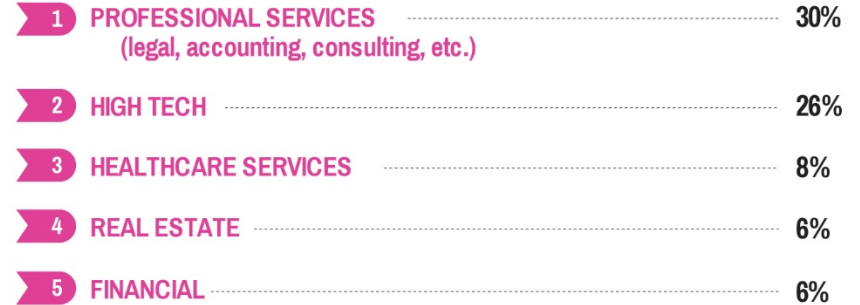 1 PROFESSIONAL SERVICES 30%
(legal, accounting, consulting, etc.)
2 HIGH TECH 26%
3 HEALTHCARE SERVICES 8%
4 REAL ESTATE 6%
5 FINANCIAL 6%